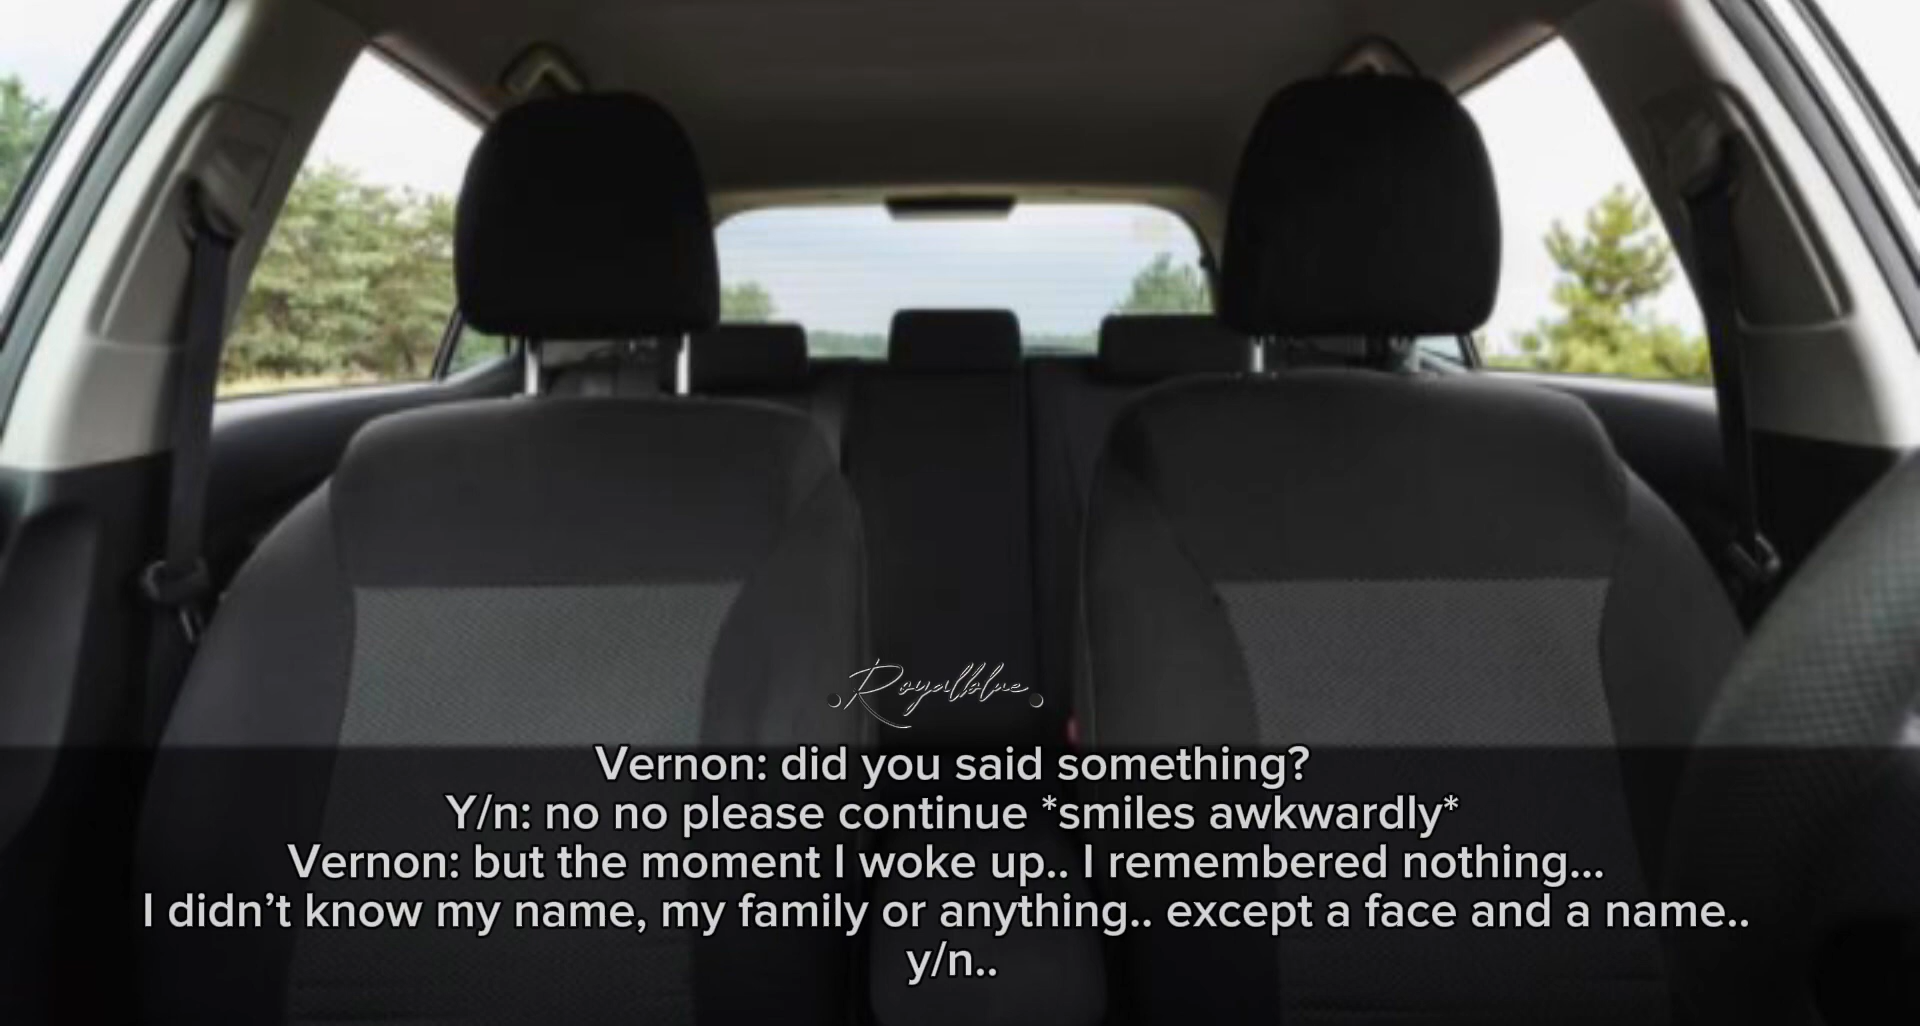 Royalblue
Vernon: did you said something?
Y/n: no no please continue *smiles awkwardly*
Vernon: but the moment I woke up.. I remembered nothing...
I didn’t know my name, my family or anything.. except a face and a name..
y/n..